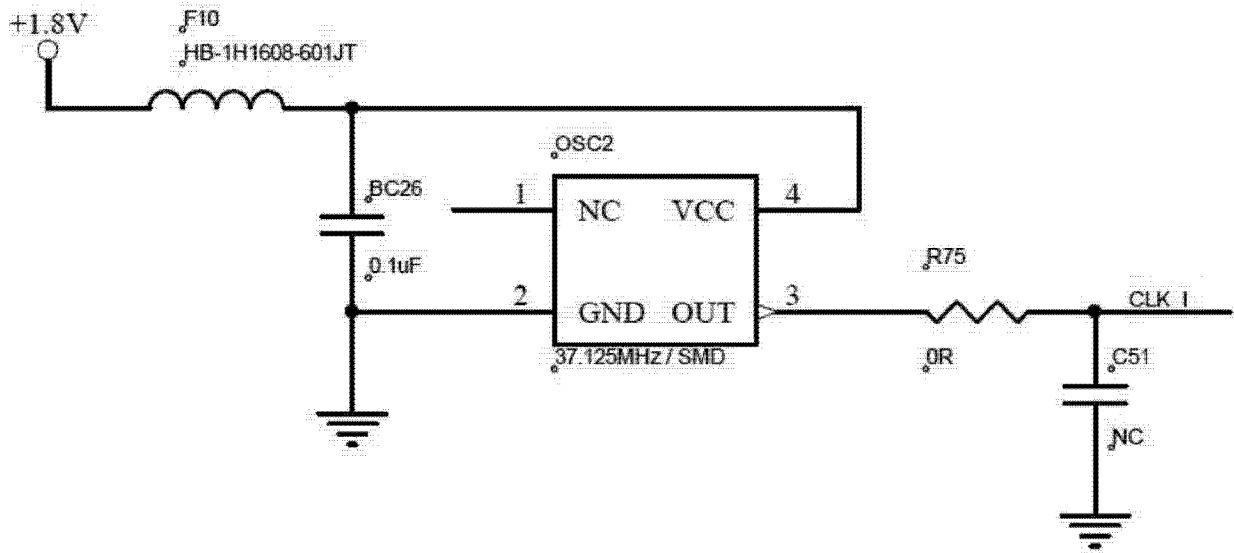 +1.8V
F10
HB-1H1608-601JT
OSC2
BC26
0.1uF
1
NC
VCC
4
2
GND
OUT
3
37.125MHz / SMD
R75
0R
CLK_I
C51
NC